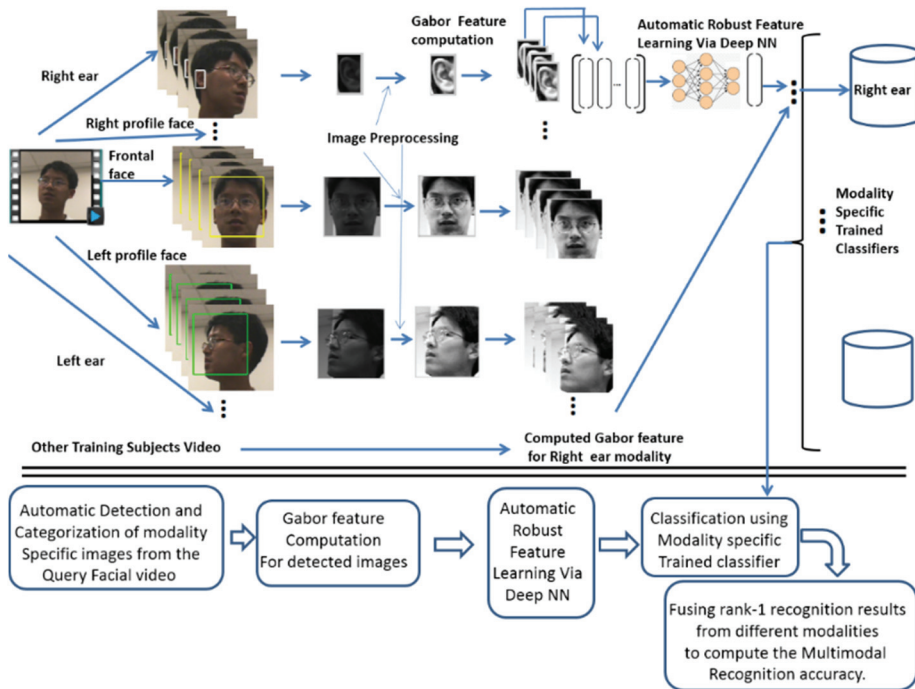 Gabor Feature
computation
Automatic Robust Feature
Learning Via Deep NN
Right ear
Right ear
Right profile face
Image Preprocessing
Frontal
face
Modality
Specific
Trained
Classifiers
Left profile face
Left ear
Other Training Subjects Video
Computed Gabor feature
for Right ear modality
Automatic Detection and
Categorization of modality
Specific images from the
Query Facial video
Gabor feature
Computation
For detected images
Automatic
Robust
Feature
Learning Via
Deep NN
Classification using
Modality specific
Trained classifier
Fusing rank-1 recognition results
from different modalities
to compute the Multimodal
Recognition accuracy.